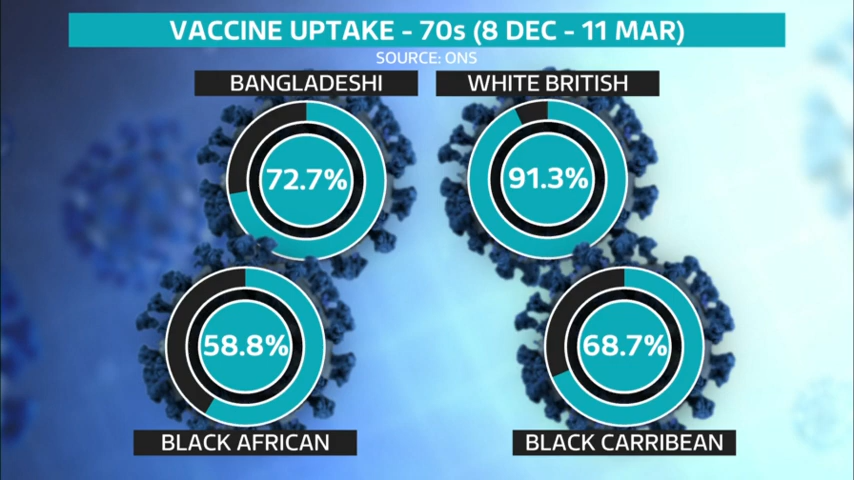 VACCINE UPTAKE - 70s (8 DEC - 11 MAR)
SOURCE: ONS
BANGLADESHI
WHITE BRITISH
72.7%
91.3%
58.8%
68.7%
BLACK AFRICAN
BLACK CARRIBEAN